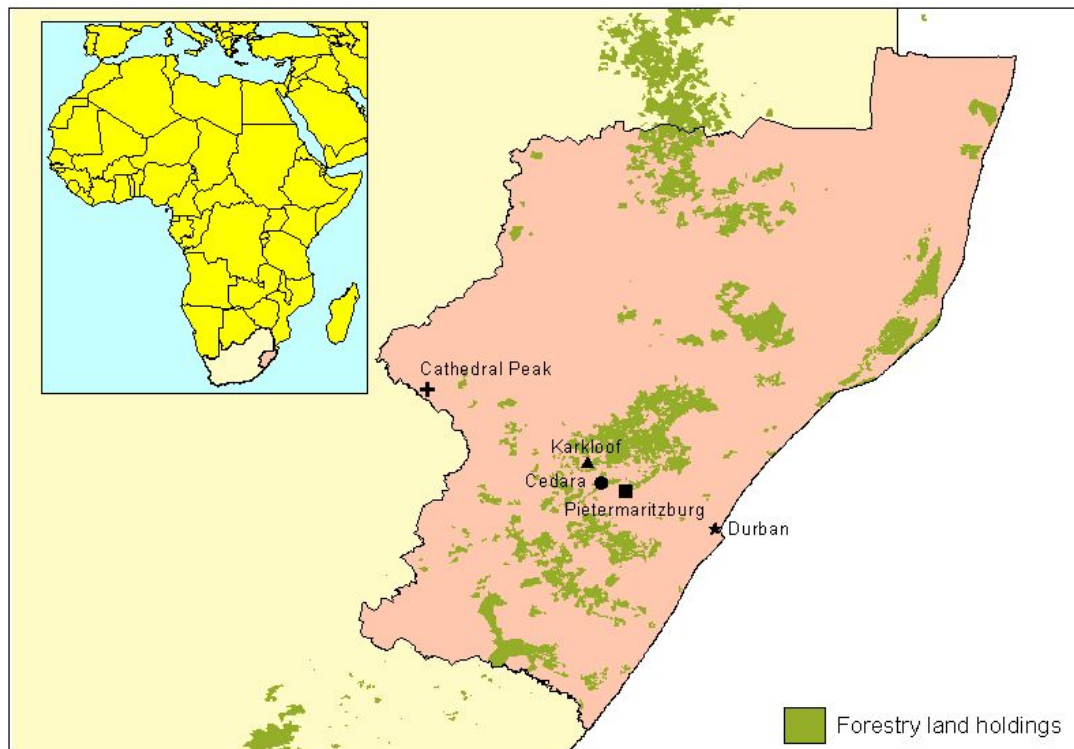 Cathedral Peak
Karkloof
Cedara
Pietermaritzburg
Durban
Forestry land holdings